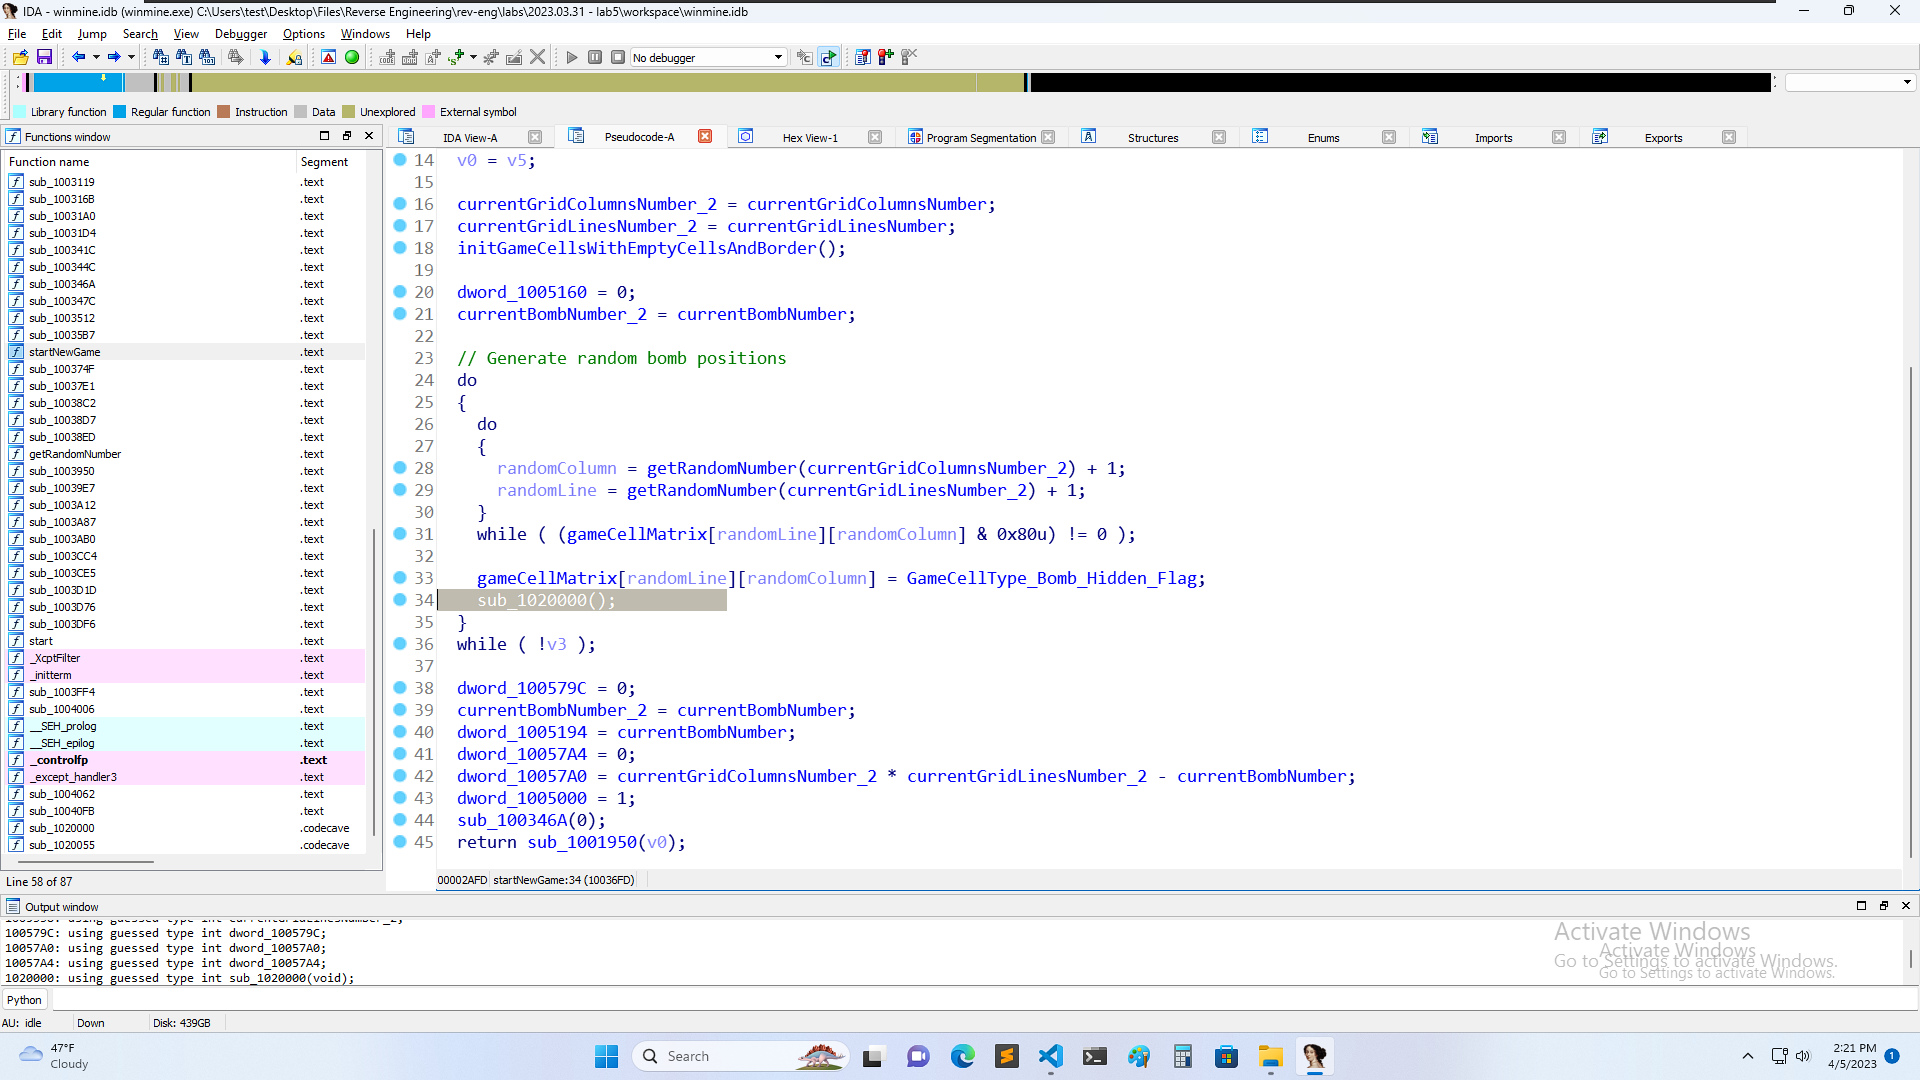 IDA - winmine.idb (winmine.exe) C:\Users\test\Desktop\Files\Reverse Engineering\rev-eng\labs\2023.03.31 - lab5\workspace\winmine.idb
File Edit Jump Search View Debugger Options Windows Help
No debugger
Library function Regular function Instruction Data Unexplored External symbol
Functions window
Function name Segment
sub_1003119 .text
sub_100316B .text
sub_10031A0 .text
sub_10031D4 .text
sub_100341C .text
sub_100344C .text
sub_100346A .text
sub_100347C .text
sub_1003512 .text
sub_10035B7 .text
startNewGame .text
sub_100374F .text
sub_10037E1 .text
sub_10038C2 .text
sub_10038D7 .text
sub_10038ED .text
getRandomNumber .text
sub_1003950 .text
sub_10039E7 .text
sub_1003A12 .text
sub_1003A87 .text
sub_1003AB0 .text
sub_1003CC4 .text
sub_1003CE5 .text
sub_1003D1D .text
sub_1003D76 .text
sub_1003DF6 .text
start .text
_XcptFilter .text
_initterm .text
sub_1003FF4 .text
sub_1004006 .text
__SEH_prolog .text
__SEH_epilog .text
_controlfp .text
_except_handler3 .text
sub_1004062 .text
sub_10040FB .text
sub_1020000 .codecave
sub_1020055 .codecave
Line 58 of 87
IDA View-A Pseudocode-A Hex View-1 Program Segmentation Structures Enums Imports Exports
14 v0 = v5;
15
16 currentGridColumnsNumber_2 = currentGridColumnsNumber;
17 currentGridLinesNumber_2 = currentGridLinesNumber;
18 initGameCellsWithEmptyCellsAndBorder();
19
20 dword_1005160 = 0;
21 currentBombNumber_2 = currentBombNumber;
22
23 // Generate random bomb positions
24 do
25 {
26 do
27 {
28 randomColumn = getRandomNumber(currentGridColumnsNumber_2) + 1;
29 randomLine = getRandomNumber(currentGridLinesNumber_2) + 1;
30 }
31 while ( (gameCellMatrix[randomLine][randomColumn] & 0x80u) != 0 );
32
33 gameCellMatrix[randomLine][randomColumn] = GameCellType_Bomb_Hidden_Flag;
34 sub_1020000();
35 }
36 while ( !v3 );
37
38 dword_100579C = 0;
39 currentBombNumber_2 = currentBombNumber;
40 dword_1005194 = currentBombNumber;
41 dword_10057A4 = 0;
42 dword_10057A0 = currentGridColumnsNumber_2 * currentGridLinesNumber_2 - currentBombNumber;
43 dword_1005000 = 1;
44 sub_100346A(0);
45 return sub_1001950(v0);
00002AFD startNewGame:34 (10036FD)
Output window
using guessed type int currentGridLinesNumber_2;
100579C: using guessed type int dword_100579C;
10057A0: using guessed type int dword_10057A0;
10057A4: using guessed type int dword_10057A4;
1020000: using guessed type int sub_1020000(void);
Python
AU: idle Down Disk: 439GB
Activate Windows
Activate Windows
Go to Settings to activate Windows.
Go to Settings to activate Windows.
47°F
Cloudy
Search
2:21 PM
4/5/2023
1